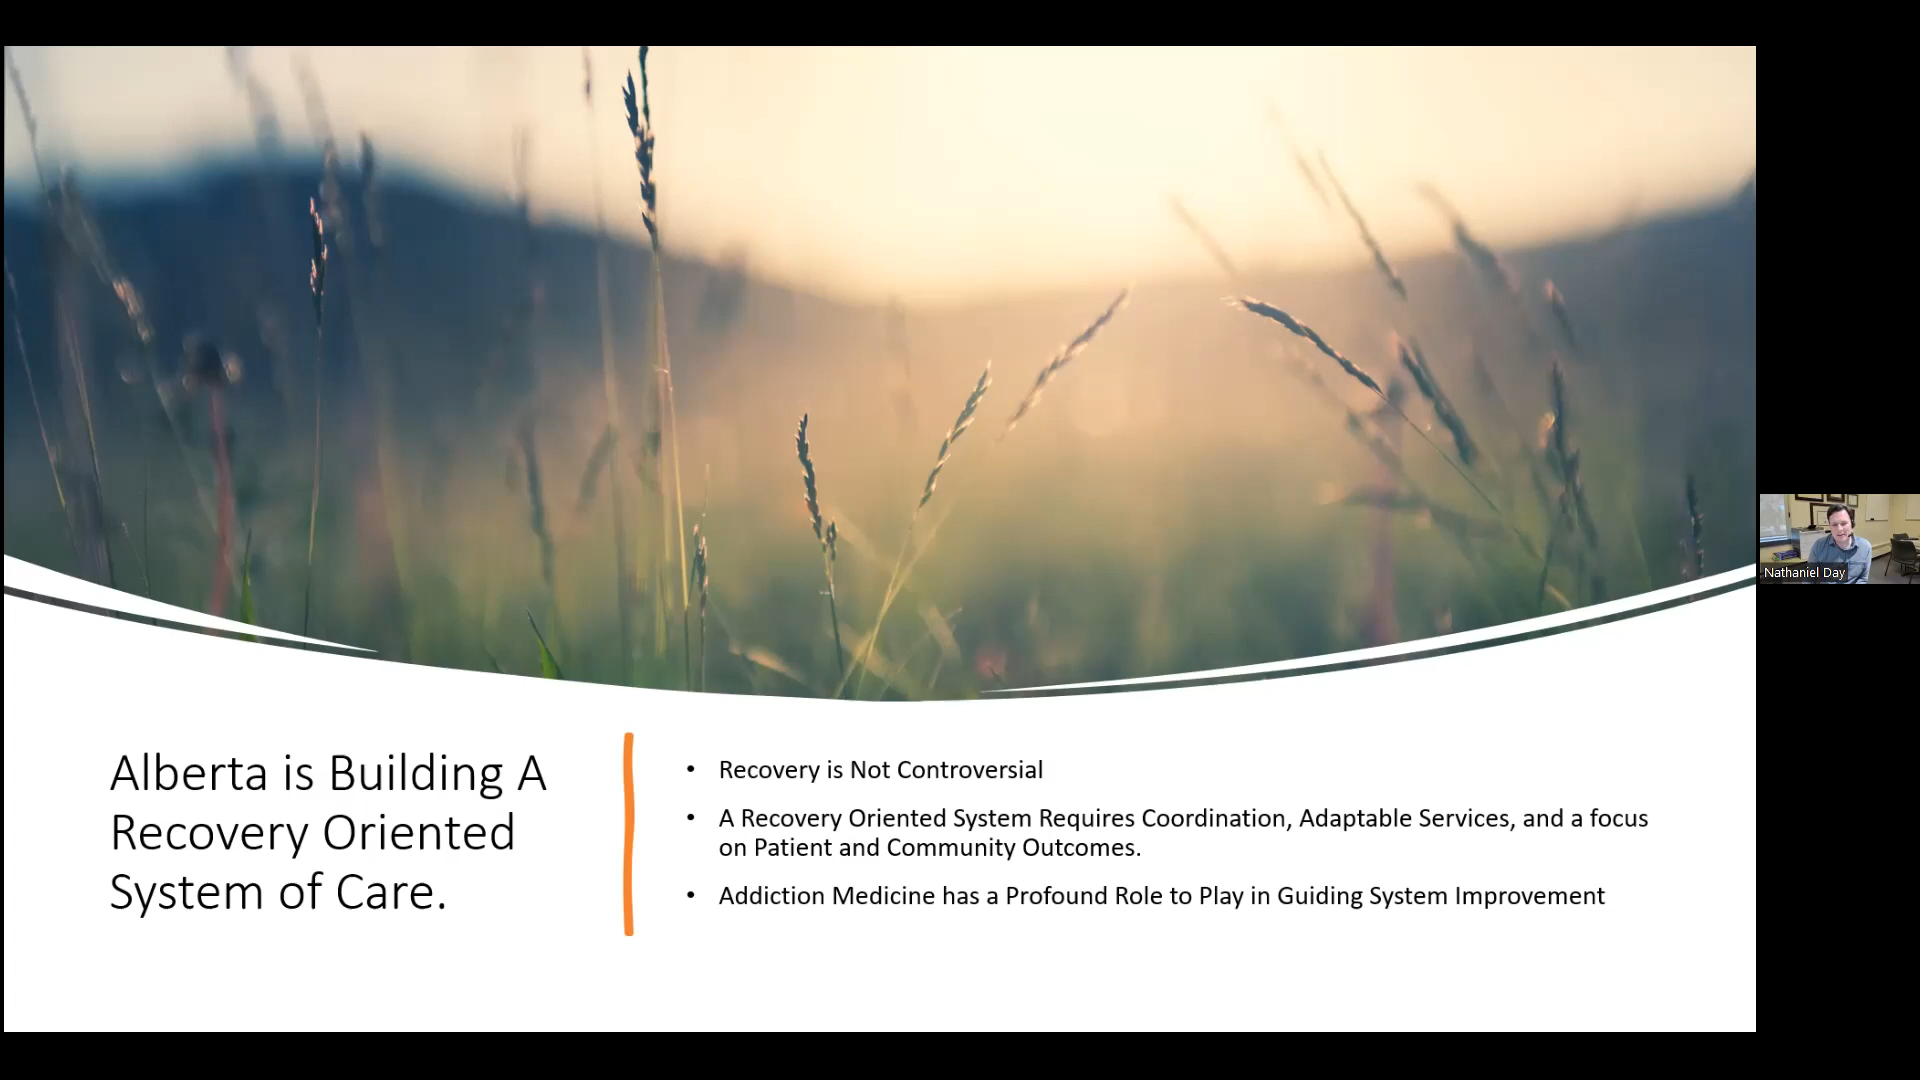 Alberta is Building A
Recovery Oriented
System of Care.
• Recovery is Not Controversial
• A Recovery Oriented System Requires Coordination, Adaptable Services, and a focus
on Patient and Community Outcomes.
• Addiction Medicine has a Profound Role to Play in Guiding System Improvement
Nathaniel Day